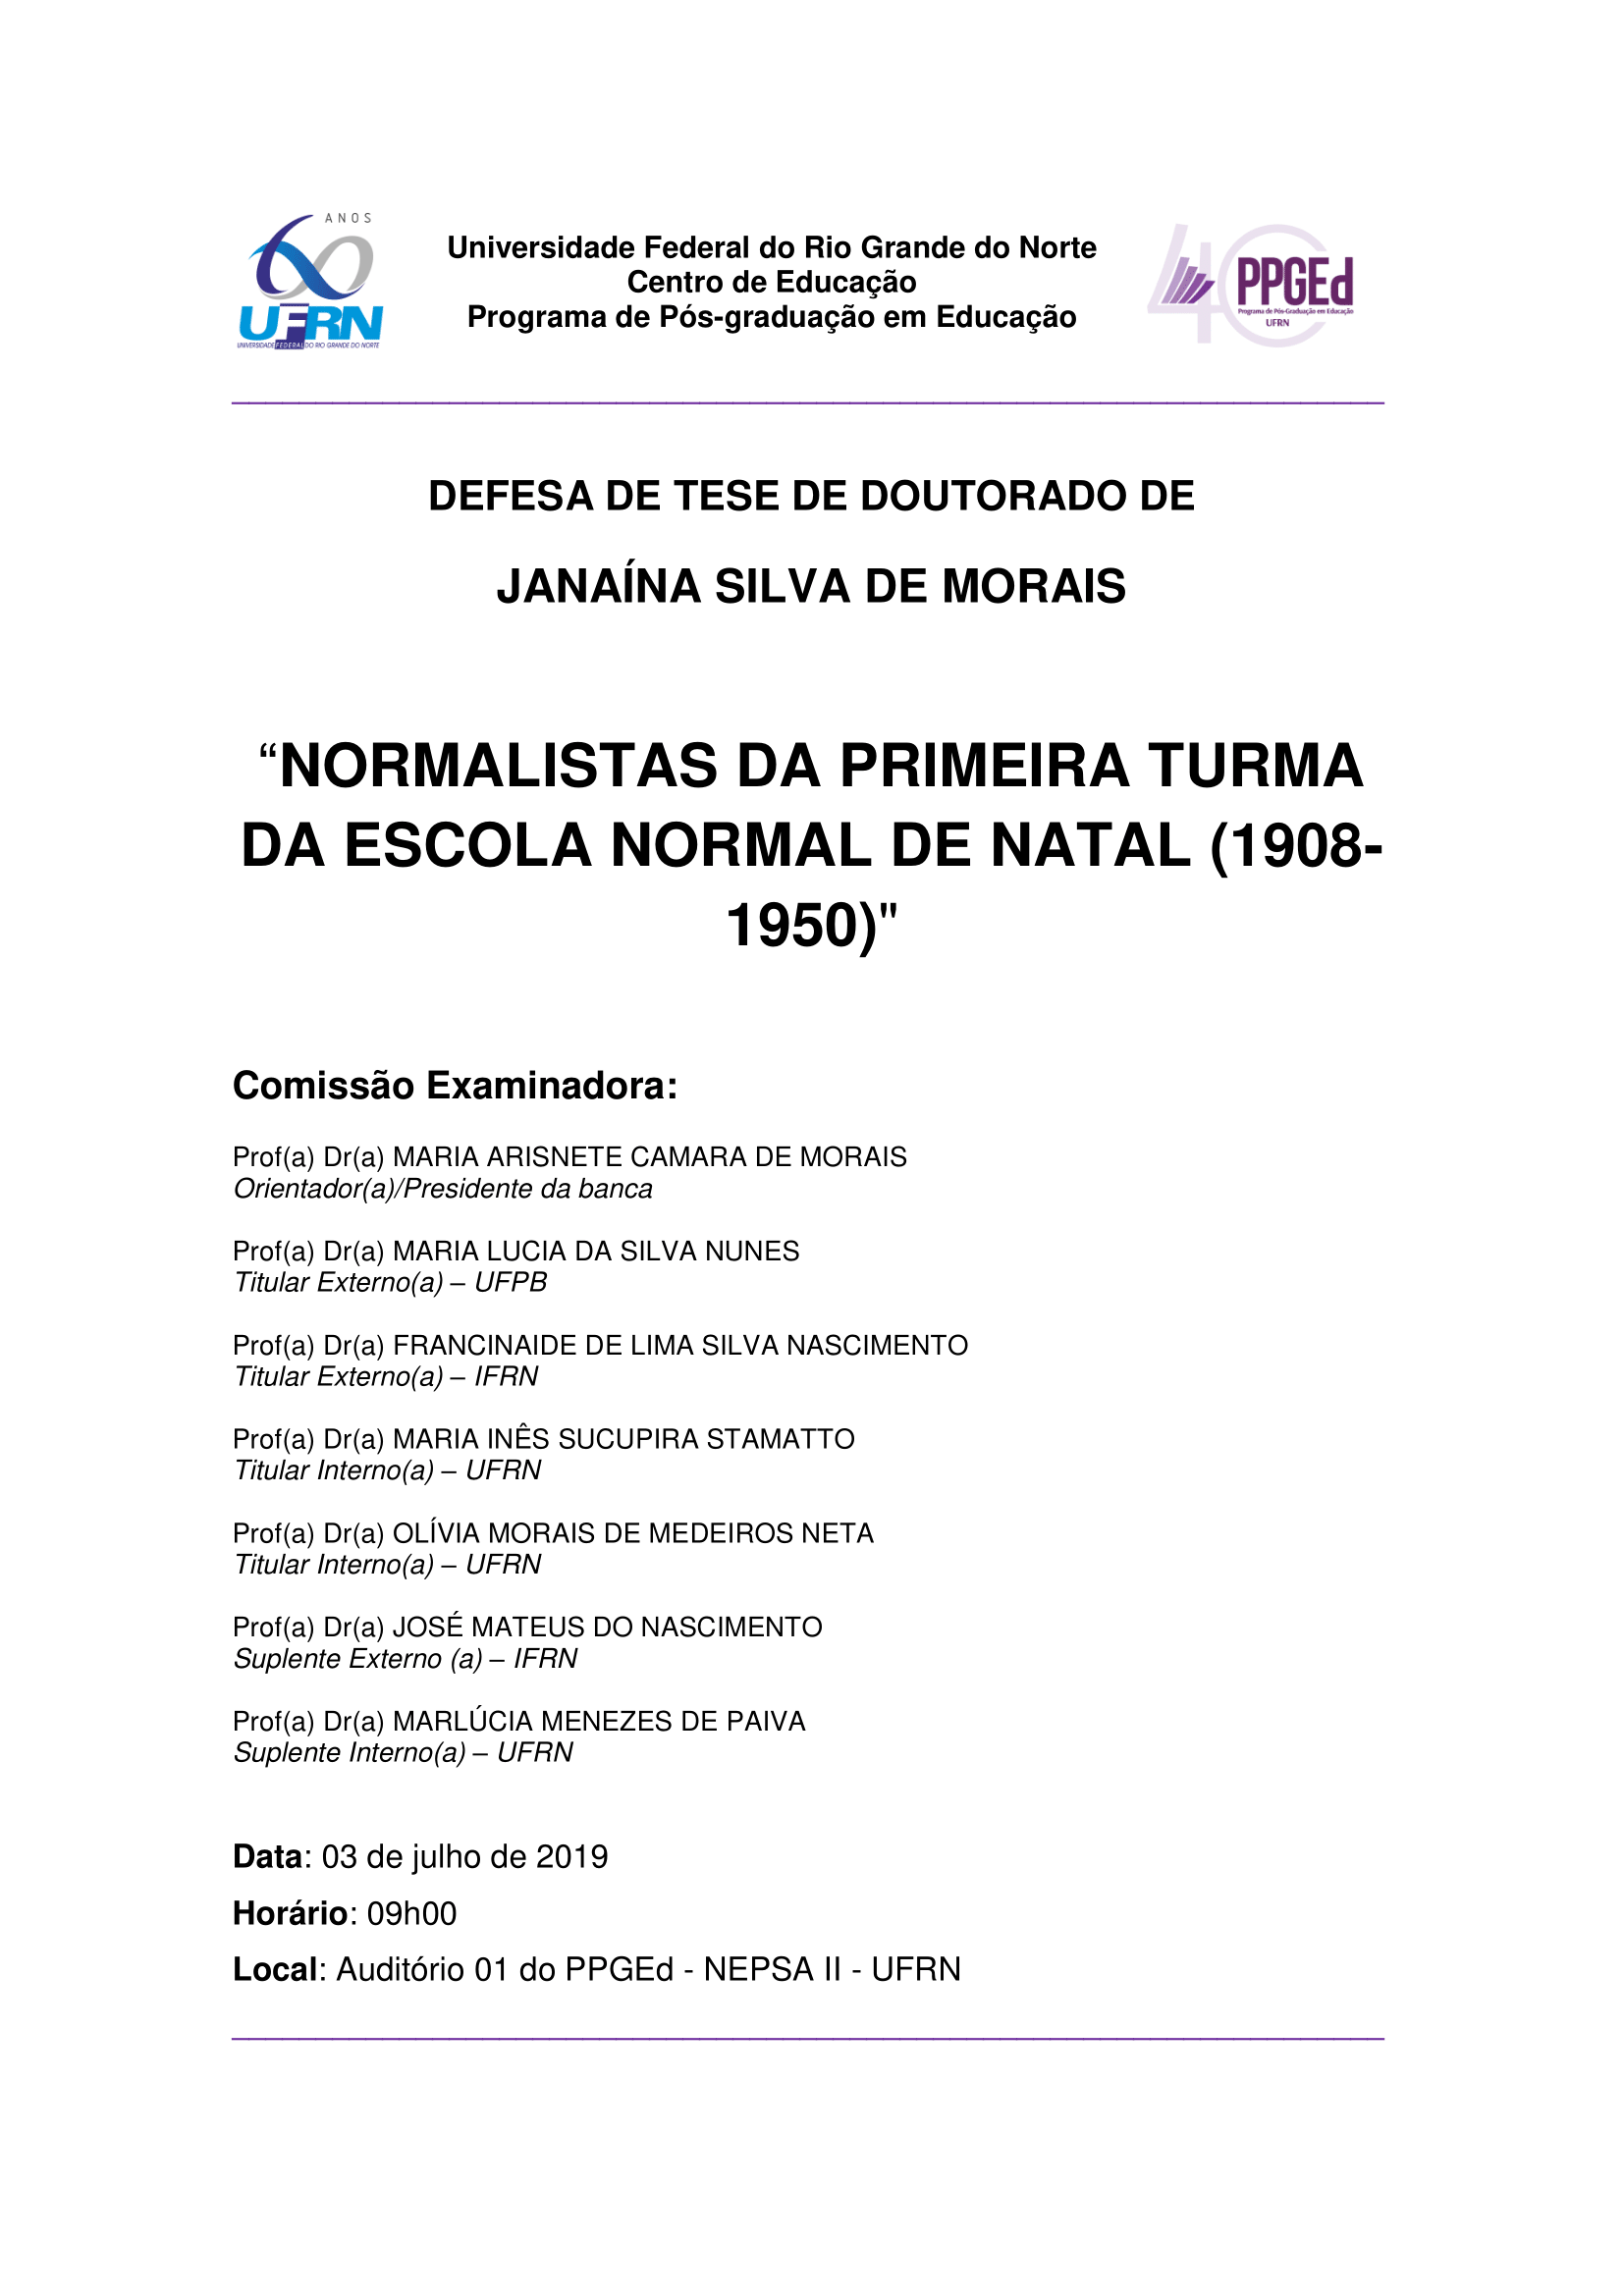 ANOS
60
UFRN
UNIVERSIDADE FEDERAL DO RIO GRANDE DO NORTE
Universidade Federal do Rio Grande do Norte
Centro de Educação
Programa de Pós-graduação em Educação
40
PPGEd
Programa de Pós-Graduação em Educação
UFRN
DEFESA DE TESE DE DOUTORADO DE
JANAÍNA SILVA DE MORAIS
“NORMALISTAS DA PRIMEIRA TURMA
DA ESCOLA NORMAL DE NATAL (1908-
1950)"
Comissão Examinadora:
Prof(a) Dr(a) MARIA ARISNETE CAMARA DE MORAIS
Orientador(a)/Presidente da banca
Prof(a) Dr(a) MARIA LUCIA DA SILVA NUNES
Titular Externo(a) – UFPB
Prof(a) Dr(a) FRANCINAIDE DE LIMA SILVA NASCIMENTO
Titular Externo(a) – IFRN
Prof(a) Dr(a) MARIA INÊS SUCUPIRA STAMATTO
Titular Interno(a) – UFRN
Prof(a) Dr(a) OLÍVIA MORAIS DE MEDEIROS NETA
Titular Interno(a) – UFRN
Prof(a) Dr(a) JOSÉ MATEUS DO NASCIMENTO
Suplente Externo (a) – IFRN
Prof(a) Dr(a) MARLÚCIA MENEZES DE PAIVA
Suplente Interno(a) – UFRN
Data: 03 de julho de 2019
Horário: 09h00
Local: Auditório 01 do PPGEd - NEPSA II - UFRN